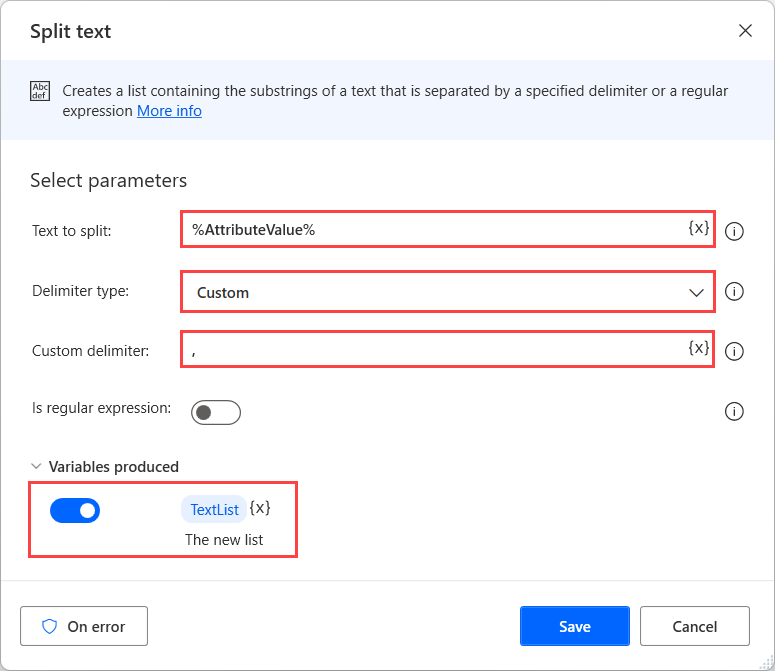 Split text
Abc
def
Creates a list containing the substrings of a text that is separated by a specified delimiter or a regular
expression More info
Select parameters
Text to split: %AttributeValue% {x}
Delimiter type: Custom
Custom delimiter: , {x}
Is regular expression:
Variables produced
TextList {x}
The new list
On error Save Cancel